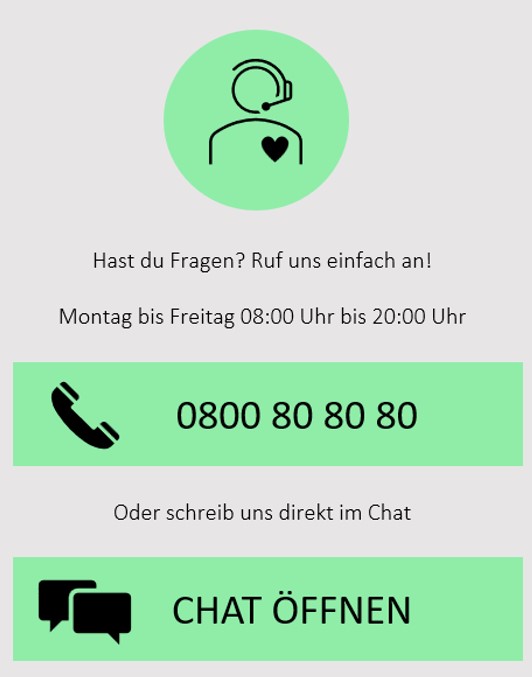 Hast du Fragen? Ruf uns einfach an!
Montag bis Freitag 08:00 Uhr bis 20:00 Uhr
0800 80 80 80
Oder schreib uns direkt im Chat
CHAT ÖFFNEN